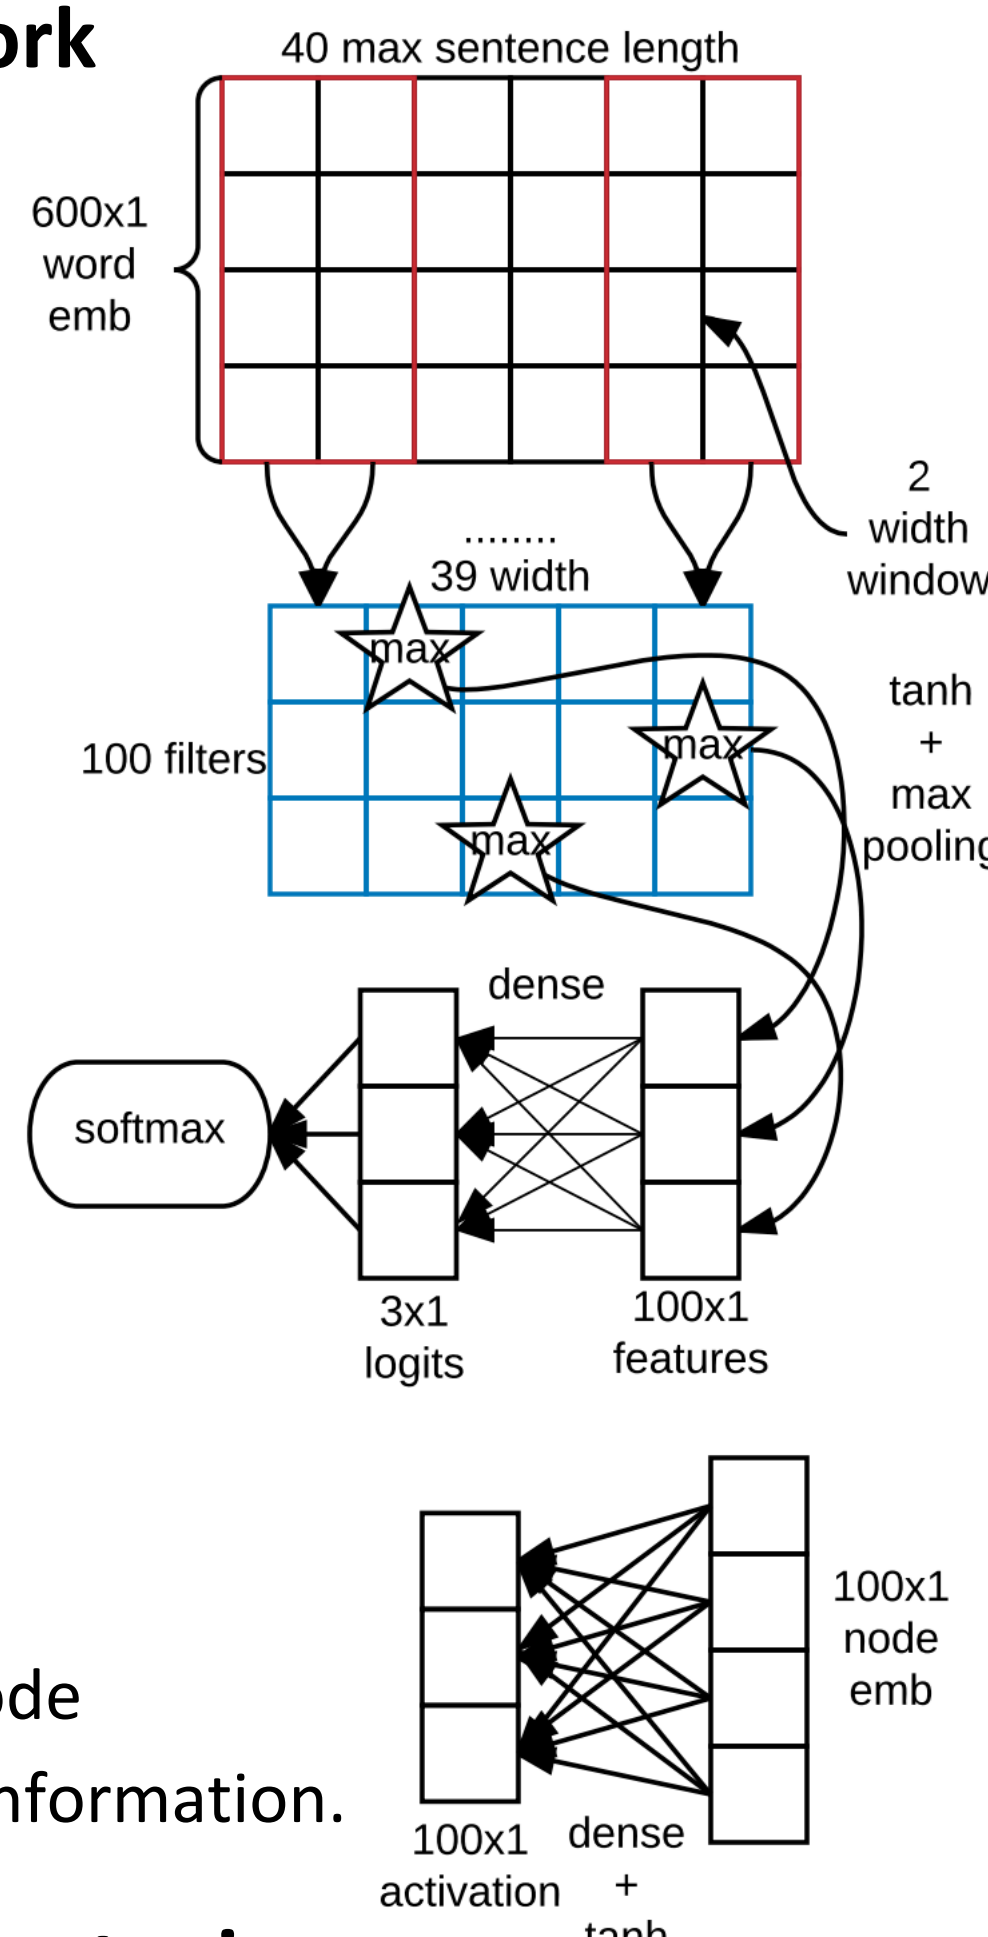 ork
40 max sentence length
600x1
word
emb
2
width
window
........
39 width
max
tanh
+
max
pooling
100 filters
max
max
dense
softmax
3x1
logits
100x1
features
100x1
node
emb
ode
nformation.
100x1
activation
dense
+
tanh